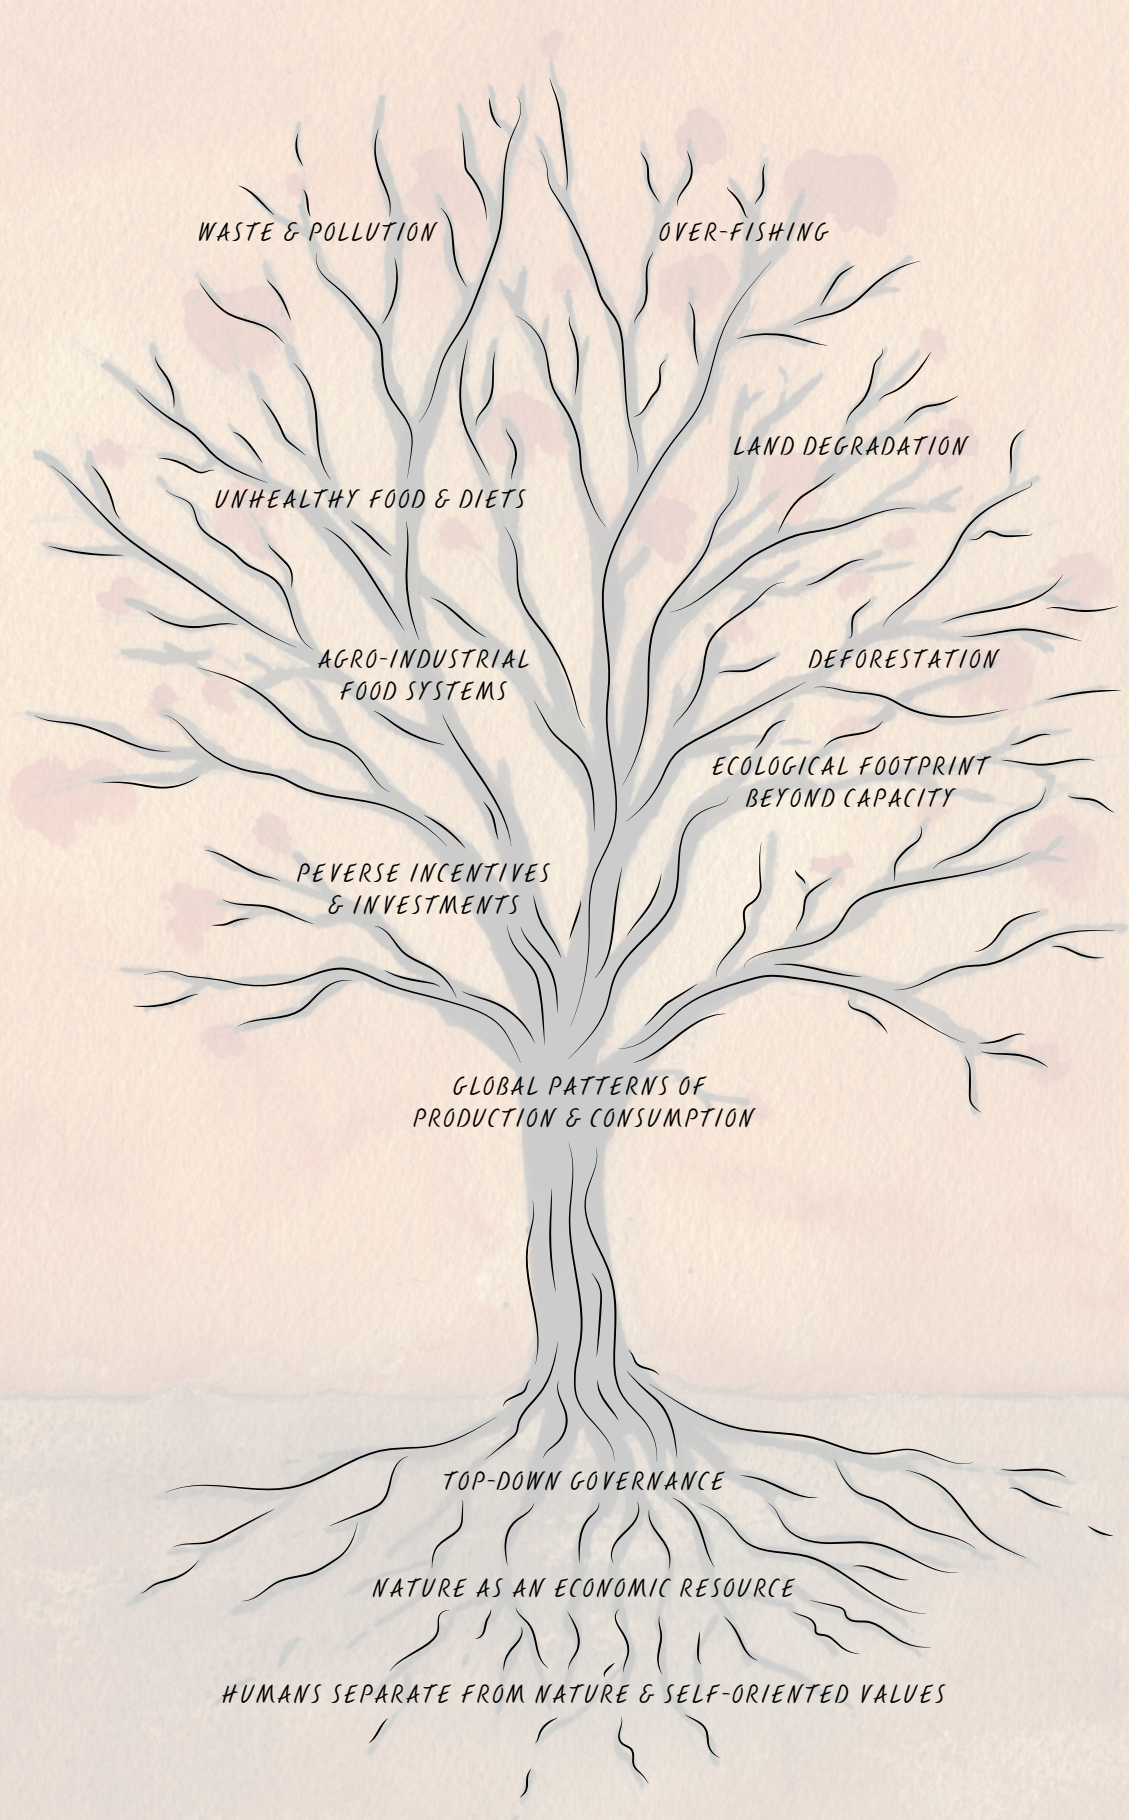 WASTE & POLLUTION
OVER-FISHING
LAND DEGRADATION
UNHEALTHY FOOD & DIETS
AGRO-INDUSTRIAL
FOOD SYSTEMS
DEFORESTATION
ECOLOGICAL FOOTPRINT
BEYOND CAPACITY
PEVERSE INCENTIVES
& INVESTMENTS
GLOBAL PATTERNS OF
PRODUCTION & CONSUMPTION
TOP-DOWN GOVERNANCE
NATURE AS AN ECONOMIC RESOURCE
HUMANS SEPARATE FROM NATURE & SELF-ORIENTED VALUES